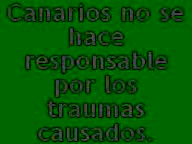 Canarios no se
hace
responsable
por los
traumas
causados.